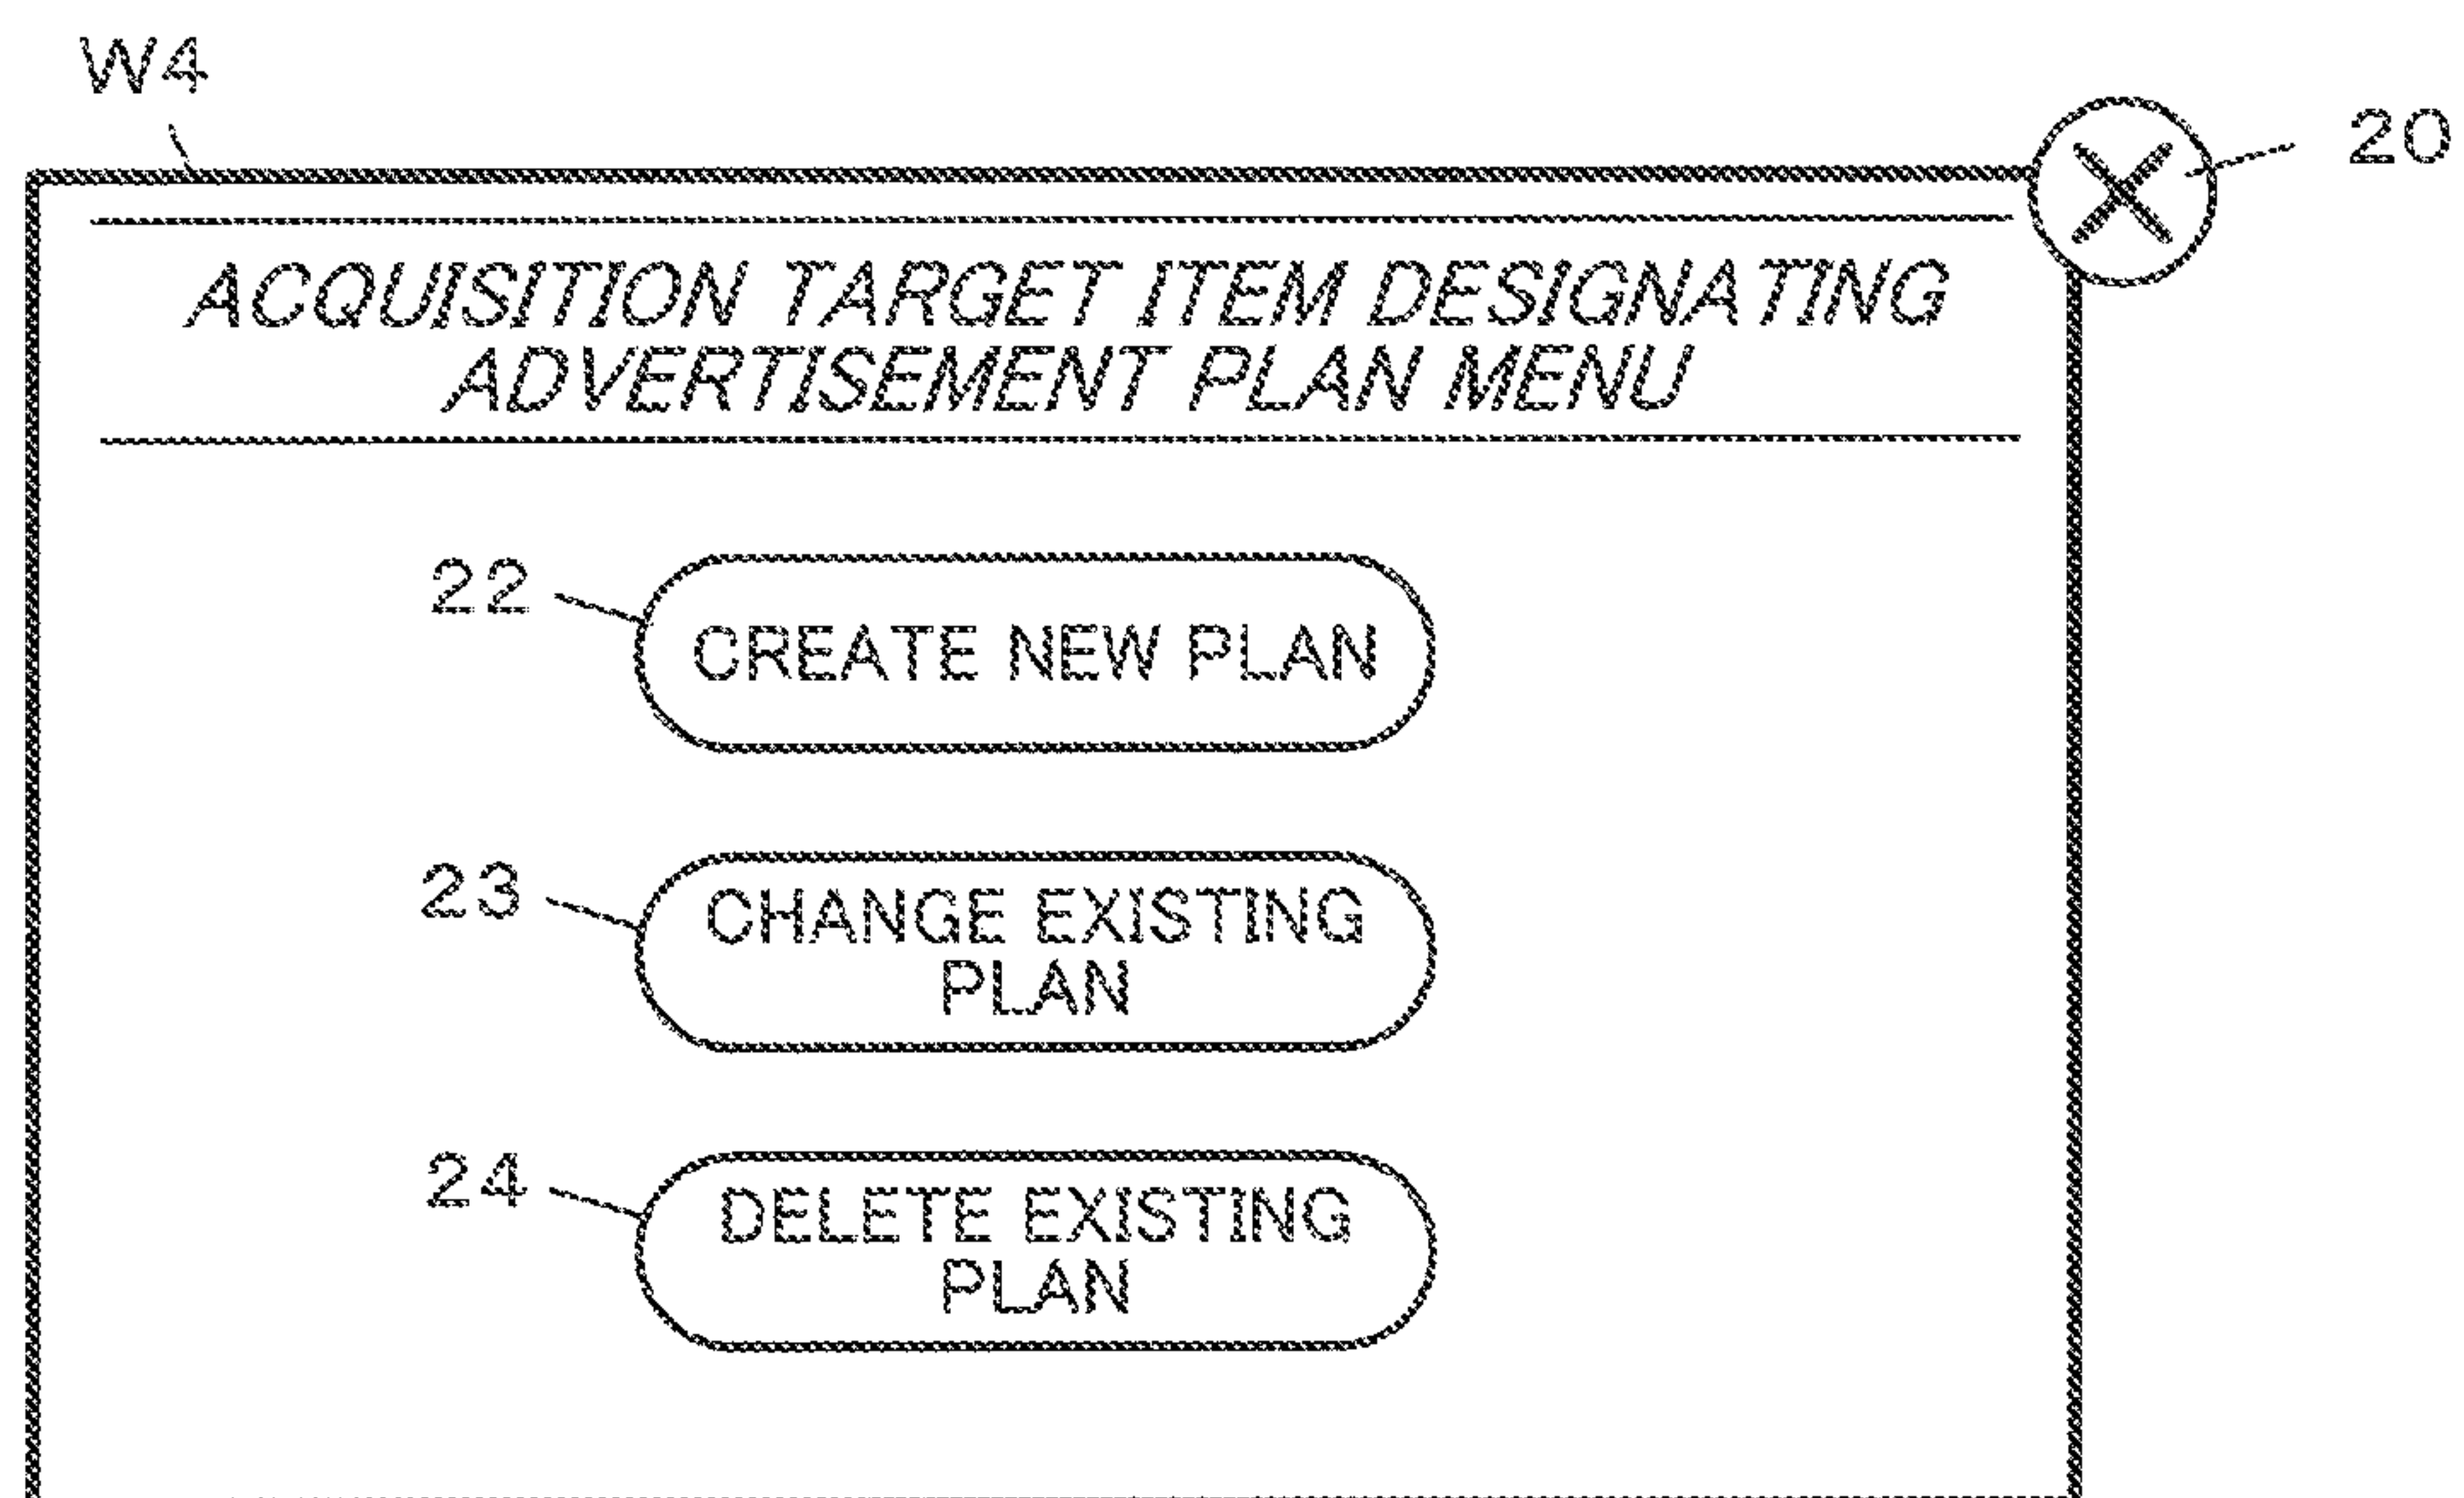 W4
20
ACQUISITION TARGET ITEM DESIGNATING
ADVERTISEMENT PLAN MENU
22
CREATE NEW PLAN
23
CHANGE EXISTING
PLAN
24
DELETE EXISTING
PLAN